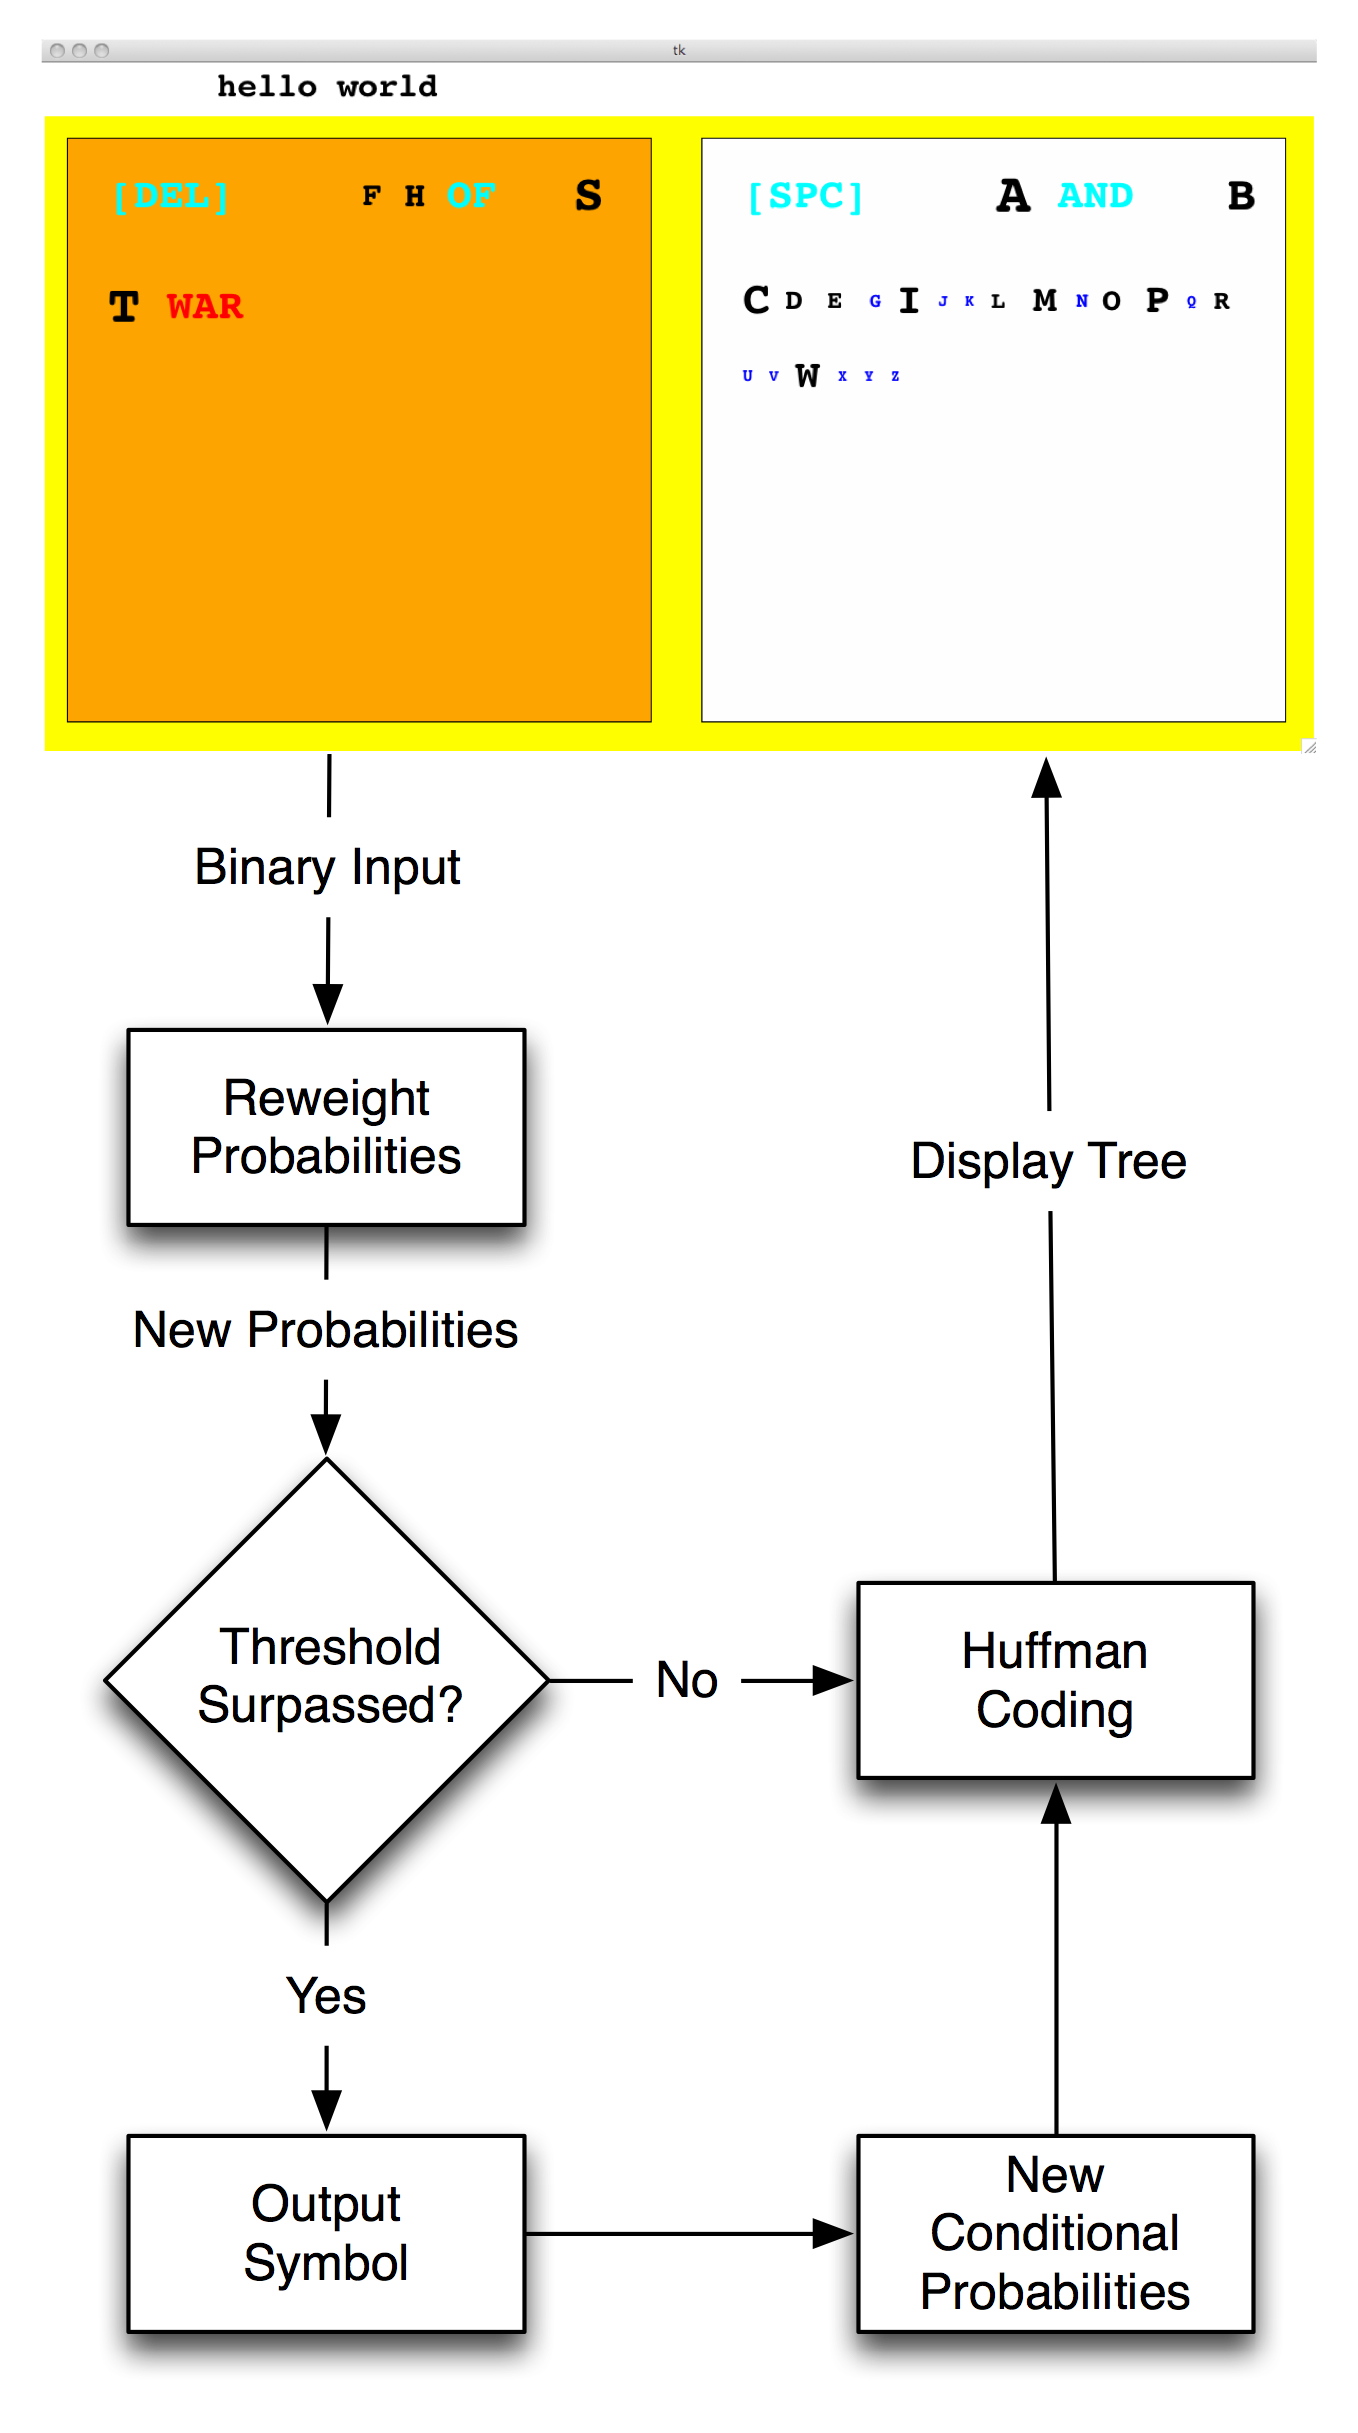 tk
hello world
[DEL] F H OF S
T WAR
[SPC] A AND B
C D E G I J K L M N O P Q R
U V W X Y Z
Binary Input
Reweight
Probabilities
New Probabilities
Threshold
Surpassed?
No
Yes
Output
Symbol
New
Conditional
Probabilities
Huffman
Coding
Display Tree